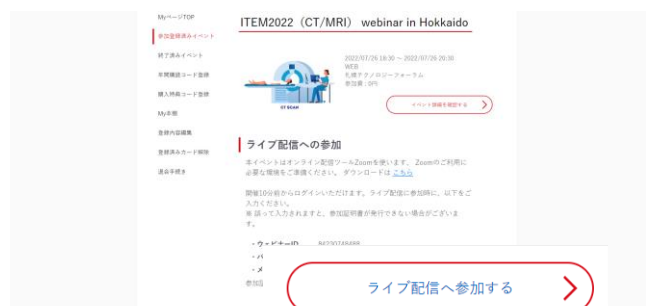 MyページTOP
参加登録済みイベント
終了済みイベント
年間購読コード登録
購入特典コード登録
My本棚
登録内容編集
登録済みカード解除
退会手続き
ITEM2022（CT/MRI） webinar in Hokkaido
CT SCAN
2022/07/26 18:30 ～ 2022/07/26 20:30
WEB
札幌テクノロジーフォーラム
参加費：0円
イベント詳細を確認する
ライブ配信への参加
本イベントはオンライン配信ツールZoomを使います。 Zoomのご利用に
必要な環境をご準備ください。 ダウンロードは こちら
開催10分前からログインいただけます。ライブ配信に参加時に、以下をご
入力ください。
※ 誤って入力されますと、参加証明書が発行できない場合がございま
す。
・ウェビナーID
・パ
・メ
参加
ライブ配信へ参加する